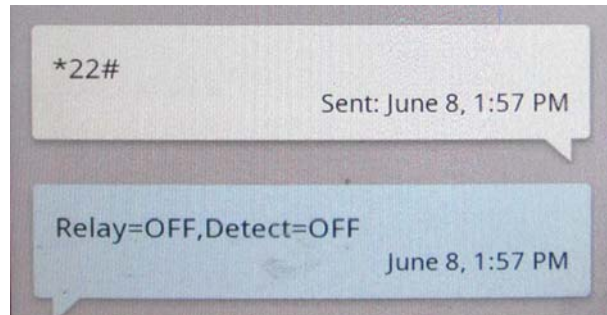 *22#
Sent: June 8, 1:57 PM
Relay=OFF,Detect=OFF
June 8, 1:57 PM